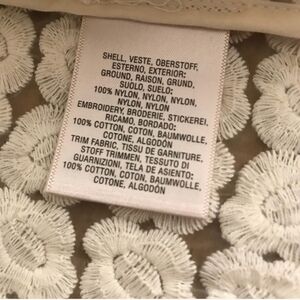 SHELL, VESTE, OBERSTOFF,
ESTERNO, EXTERIOR:
GROUND, RAISON, GRUND,
SUOLO, SUELO:
100% NYLON, NYLON, NYLON,
NYLON, NYLON
EMBROIDERY, BRODERIE, STICKEREI,
RICAMO, BORDADO:
100% COTTON, COTON, BAUMWOLLE,
COTONE, ALGODÓN
TRIM FABRIC, TISSU DE GARNITURE,
STOFF TRIMMEN, TESSUTO DI
GUARNIZIONI, TELA DE ASIENTO:
100% COTTON, COTON, BAUMWOLLE,
COTONE, ALGODÓN